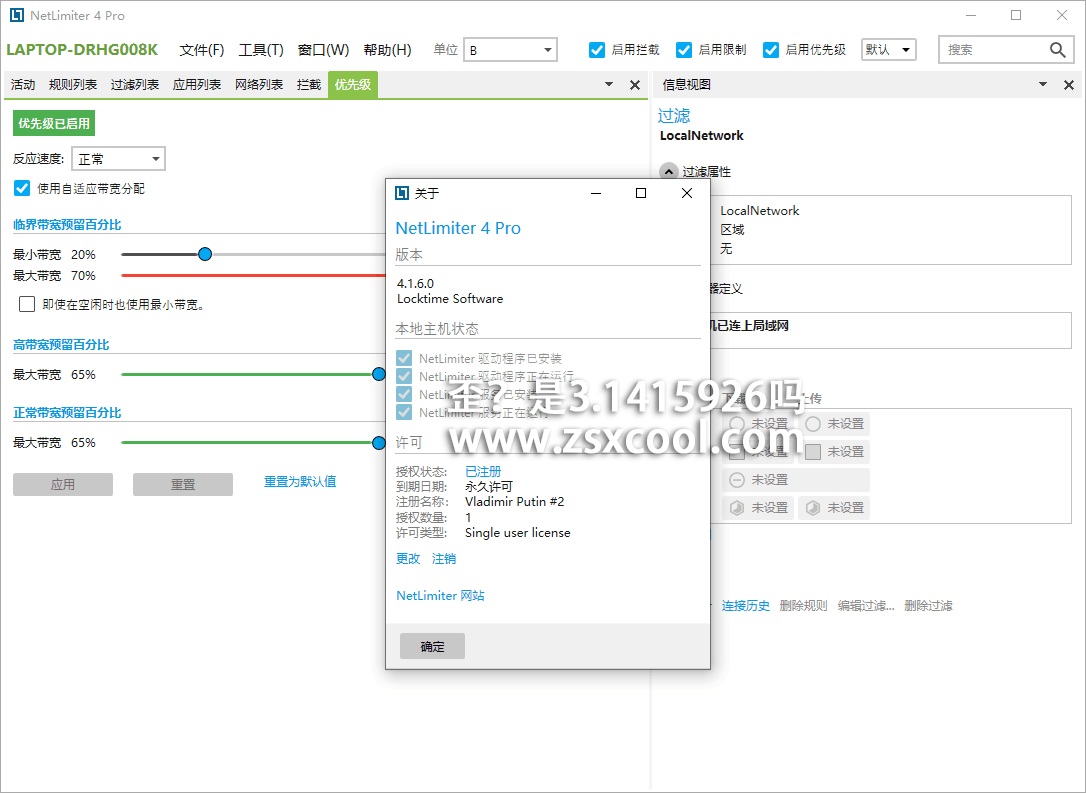 NetLimiter 4 Pro
LAPTOP-DRHG008K 文件(F) 工具(T) 窗口(W) 帮助(H) 单位 B 启用拦截 启用限制 启用优先级 默认 搜索
活动 规则列表 过滤列表 应用列表 网络列表 拦截 优先级
信息视图
优先级已启用
反应速度: 正常
使用自适应带宽分配
临界带宽预留百分比
最小带宽 20%
最大带宽 70%
即使在空闲时也使用最小带宽。
高带宽预留百分比
最大带宽 65%
正常带宽预留百分比
最大带宽 65%
应用 重置 重置为默认值
过滤
LocalNetwork
过滤属性
LocalNetwork
区域
无
器定义
机已连上局域网
未设置 未设置
未设置 未设置
未设置
未设置 未设置
连接历史 删除规则 编辑过滤... 删除过滤
关于
NetLimiter 4 Pro
版本
4.1.6.0
Locktime Software
本地主机状态
NetLimiter 驱动程序已安装
NetLimiter 驱动程序正在运行
NetLimiter 服务已安装
NetLimiter 服务正在运行
歪?是3.1415926吗
www.zsxcool.com
许可
授权状态: 已注册
到期日期: 永久许可
注册名称: Vladimir Putin #2
授权数量: 1
许可类型: Single user license
更改 注销
NetLimiter 网站
确定